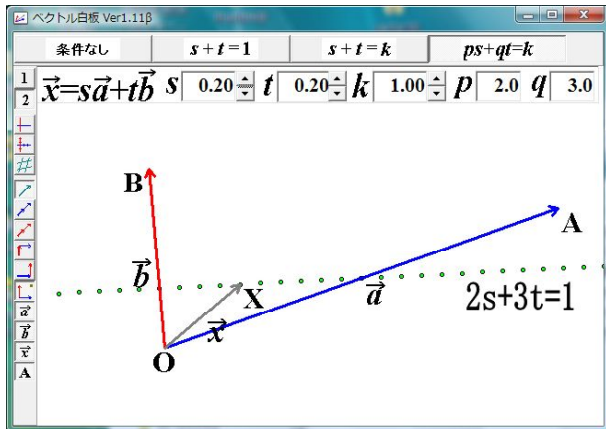 ベクトル白板 Ver1.11β
条件なし s+t=1 s+t=k ps+qt=k
1
2
x⃗=sa⃗+tb⃗ s 0.20 t 0.20 k 1.00 p 2.0 q 3.0
B
A
b⃗
X
a⃗
2s+3t=1
x⃗
O
a⃗
b⃗
x⃗
A